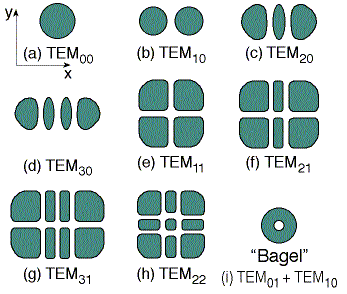 y
x
(a) TEM00
(b) TEM10
(c) TEM20
(d) TEM30
(e) TEM11
(f) TEM21
(g) TEM31
(h) TEM22
"Bagel"
(i) TEM01 + TEM10